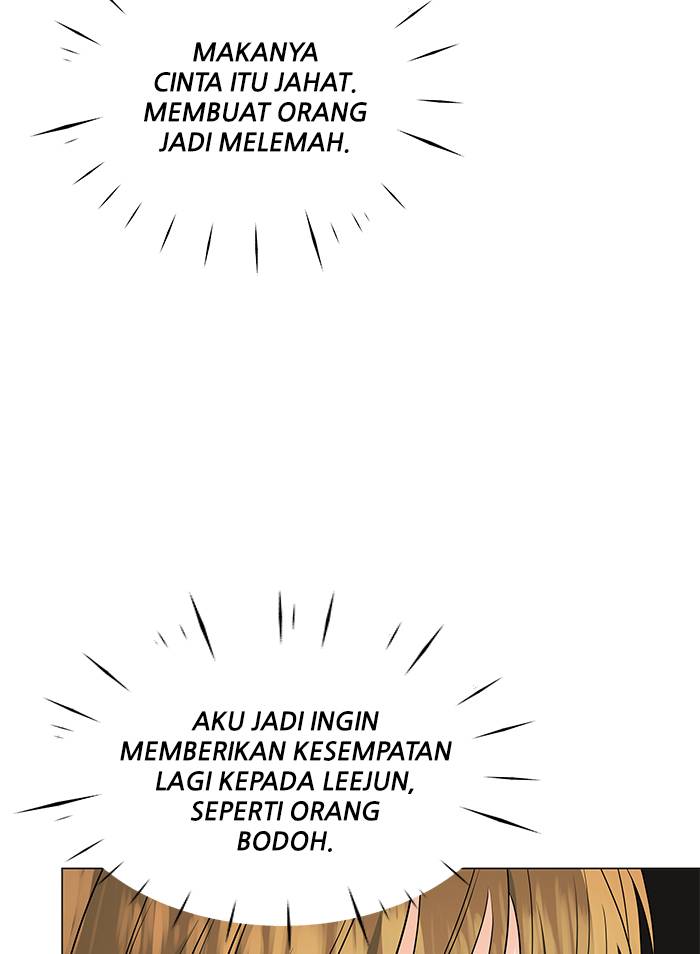 MAKANYA
CINTA ITU JAHAT.
MEMBUAT ORANG
JADI MELEMAH.
AKU JADI INGIN
MEMBERIKAN KESEMPATAN
LAGI KEPADA LEEJUN,
SEPERTI ORANG
BODOH.